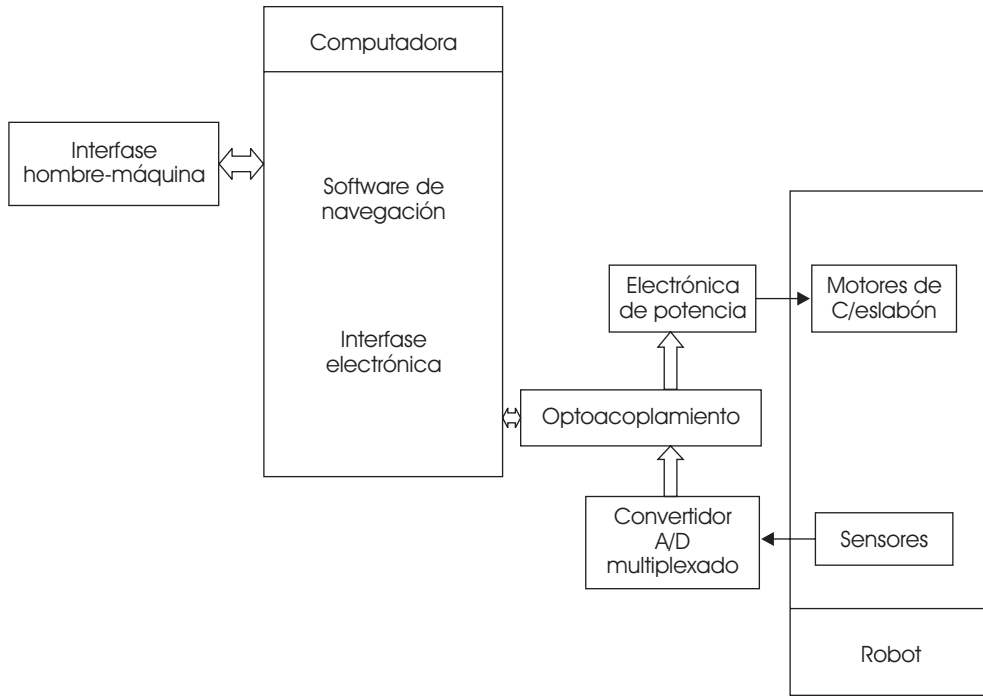 Computadora
Interfase
hombre-máquina
Software de
navegación
Interfase
electrónica
Electrónica
de potencia
Motores de
C/eslabón
Optoacoplamiento
Convertidor
A/D
multiplexado
Sensores
Robot